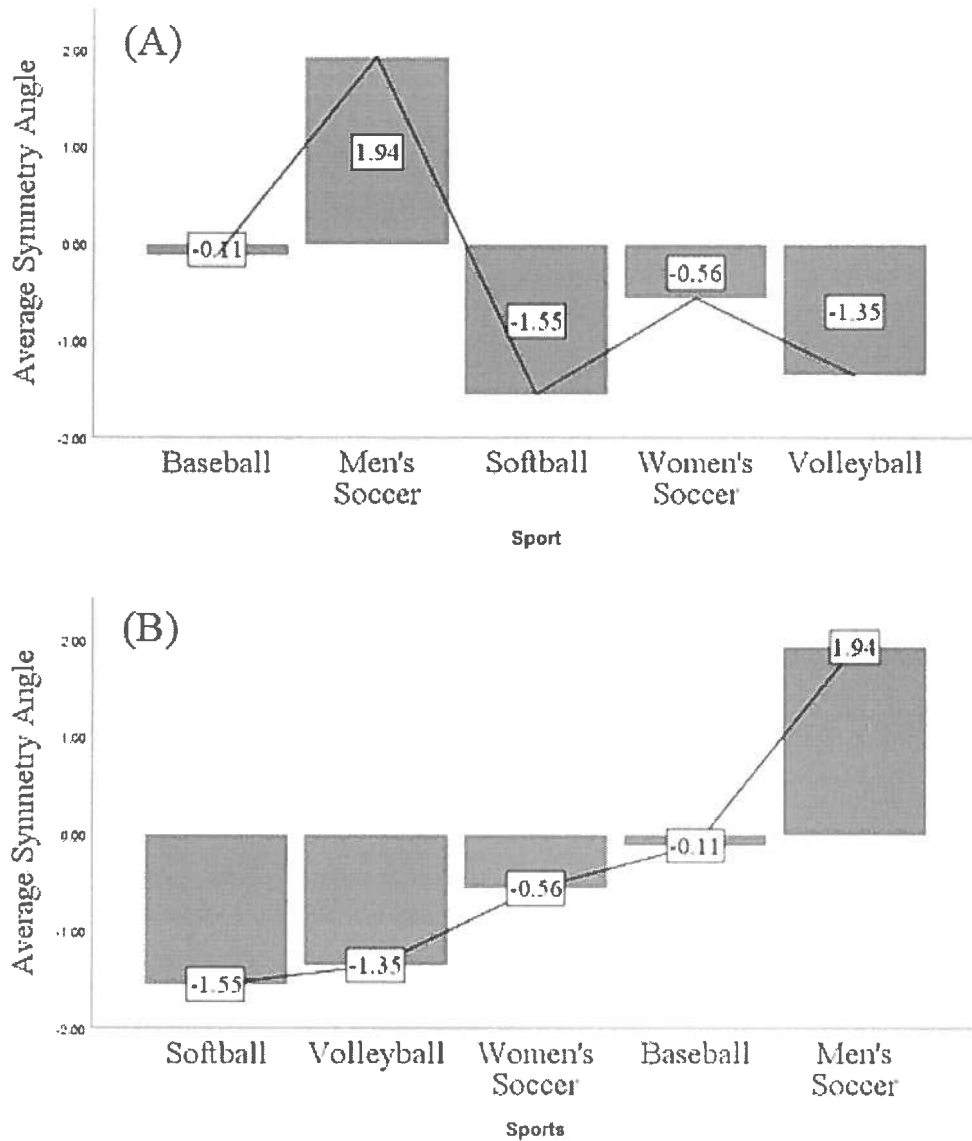 (A)
Average Symmetry Angle
2.00
1.00
0.00
-1.00
-2.00
-0.11
1.94
-1.55
-0.56
-1.35
Baseball
Men's
Soccer
Softball
Women's
Soccer
Volleyball
Sport
(B)
Average Symmetry Angle
2.00
1.00
0.00
-1.00
-2.00
-1.55
-1.35
-0.56
-0.11
1.94
Softball
Volleyball
Women's
Soccer
Baseball
Men's
Soccer
Sports